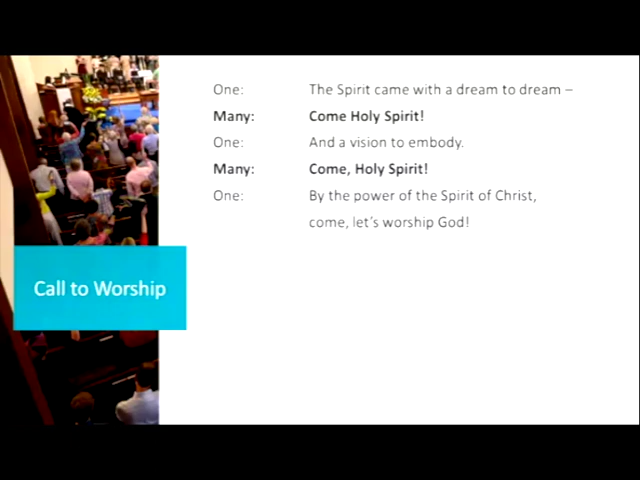 One: The Spirit came with a dream to dream –
Many: Come Holy Spirit!
One: And a vision to embody.
Many: Come, Holy Spirit!
One: By the power of the Spirit of Christ,
come, let's worship God!
Call to Worship